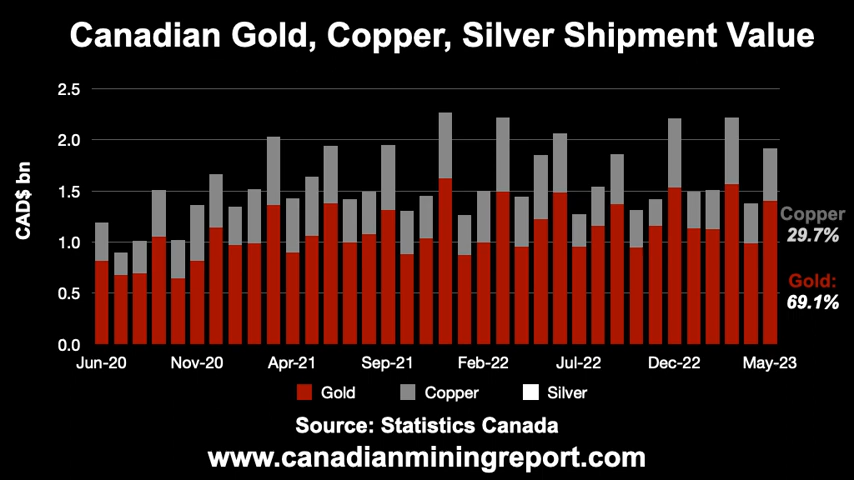 Canadian Gold, Copper, Silver Shipment Value
CAD$ bn
2.5
2.0
1.5
1.0
0.5
0.0
Copper
29.7%
Gold:
69.1%
Jun-20 Nov-20 Apr-21 Sep-21 Feb-22 Jul-22 Dec-22 May-23
Gold Copper Silver
Source: Statistics Canada
www.canadianminingreport.com